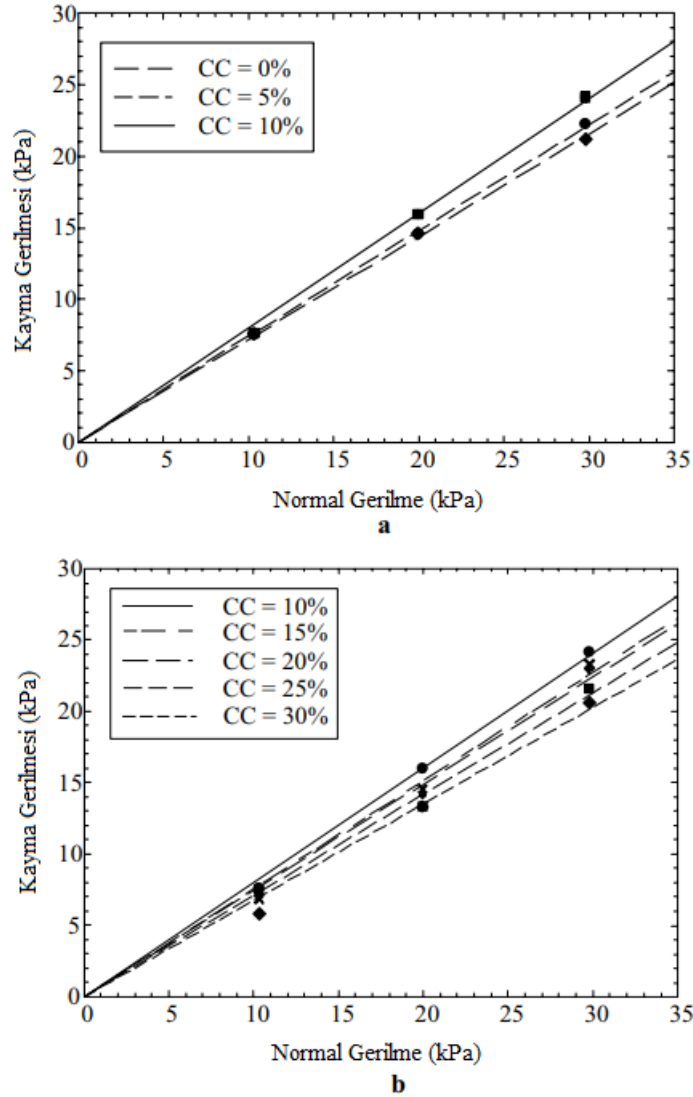 30
25
20
15
10
5
0
Kayma Gerilmesi (kPa)
CC = 0%
CC = 5%
CC = 10%
0 5 10 15 20 25 30 35
Normal Gerilme (kPa)
a
30
25
20
15
10
5
0
Kayma Gerilmesi (kPa)
CC = 10%
CC = 15%
CC = 20%
CC = 25%
CC = 30%
0 5 10 15 20 25 30 35
Normal Gerilme (kPa)
b